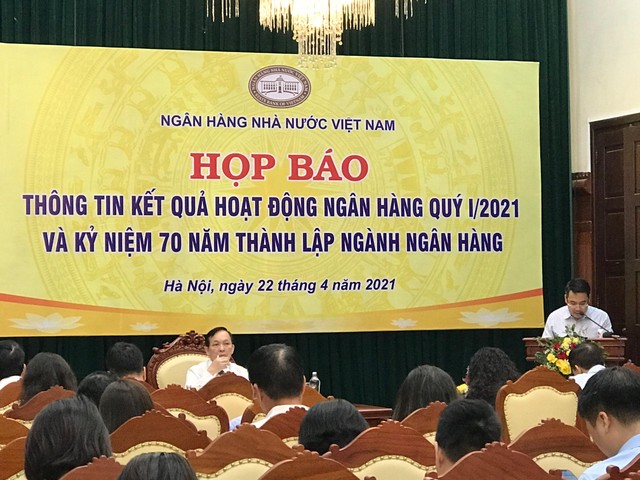 NGÂN HÀNG NHÀ NƯỚC VIỆT NAM
HỌP BÁO
THÔNG TIN KẾT QUẢ HOẠT ĐỘNG NGÂN HÀNG QUÝ I/2021
VÀ KỶ NIỆM 70 NĂM THÀNH LẬP NGÀNH NGÂN HÀNG
Hà Nội, ngày 22 tháng 4 năm 2021